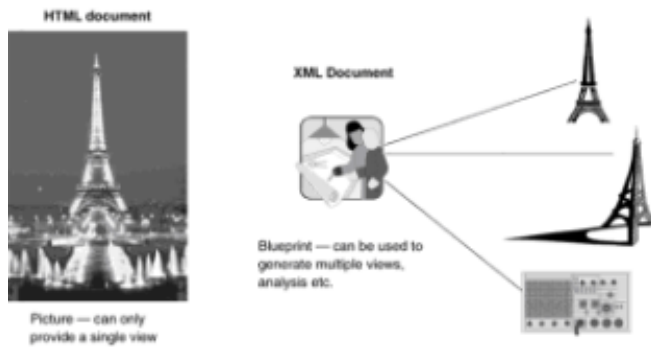 HTML document
XML Document
Blueprint — can be used to
generate multiple views,
analysis etc.
Picture — can only
provide a single view